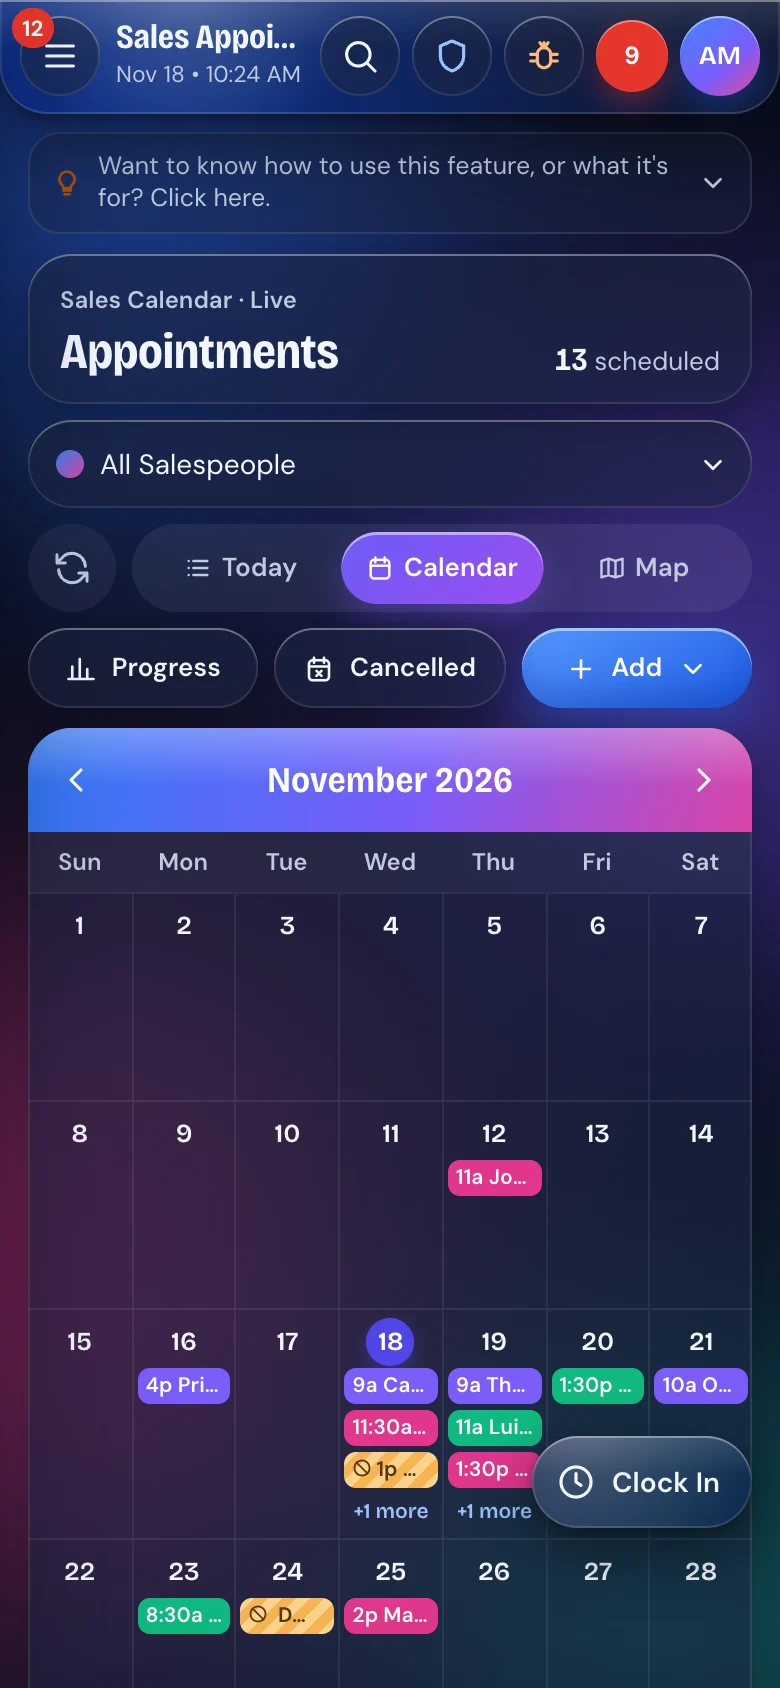 12
Sales Appoi...
Nov 18 • 10:24 AM
9
AM
Want to know how to use this feature, or what it's
for? Click here.
Sales Calendar · Live
Appointments
13 scheduled
All Salespeople
Today
Calendar
Map
Progress
Cancelled
Add
November 2026
Sun Mon Tue Wed Thu Fri Sat
1 2 3 4 5 6 7
8 9 10 11 12 13 14
11a Jo...
15 16 17 18 19 20 21
4p Pri... 9a Ca... 9a Th... 1:30p ... 10a O...
11:30a... 11a Lui...
1p ... 1:30p ...
Clock In
+1 more +1 more
22 23 24 25 26 27 28
8:30a ... D... 2p Ma...